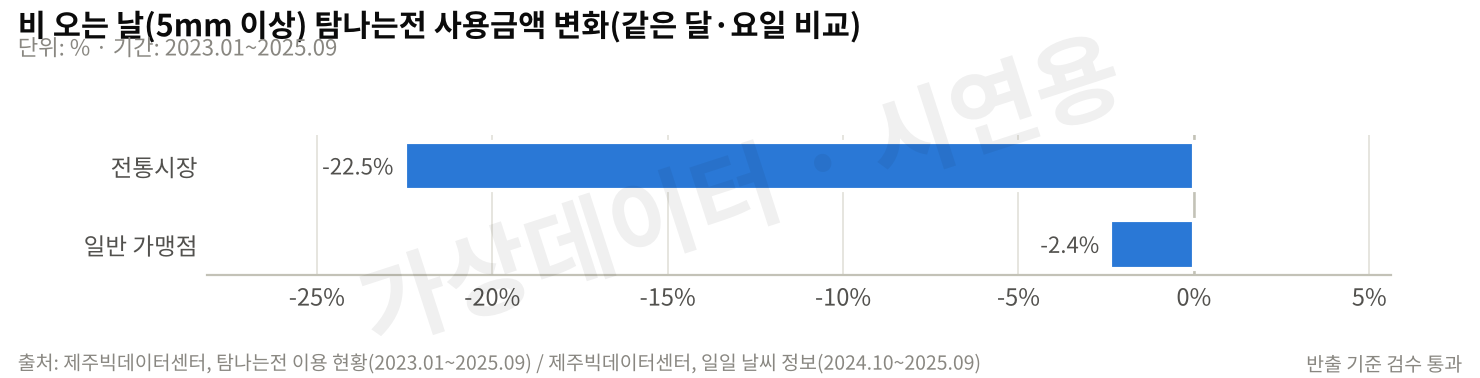 비 오는 날(5mm 이상) 탐나는전 사용금액 변화(같은 달·요일 비교)
단위: % · 기간: 2023.01~2025.09
가상데이터 · 시연용
전통시장
-22.5%
일반 가맹점
-2.4%
-25% -20% -15% -10% -5% 0% 5%
출처: 제주빅데이터센터, 탐나는전 이용 현황(2023.01~2025.09) / 제주빅데이터센터, 일일 날씨 정보(2024.10~2025.09)
반출 기준 검수 통과